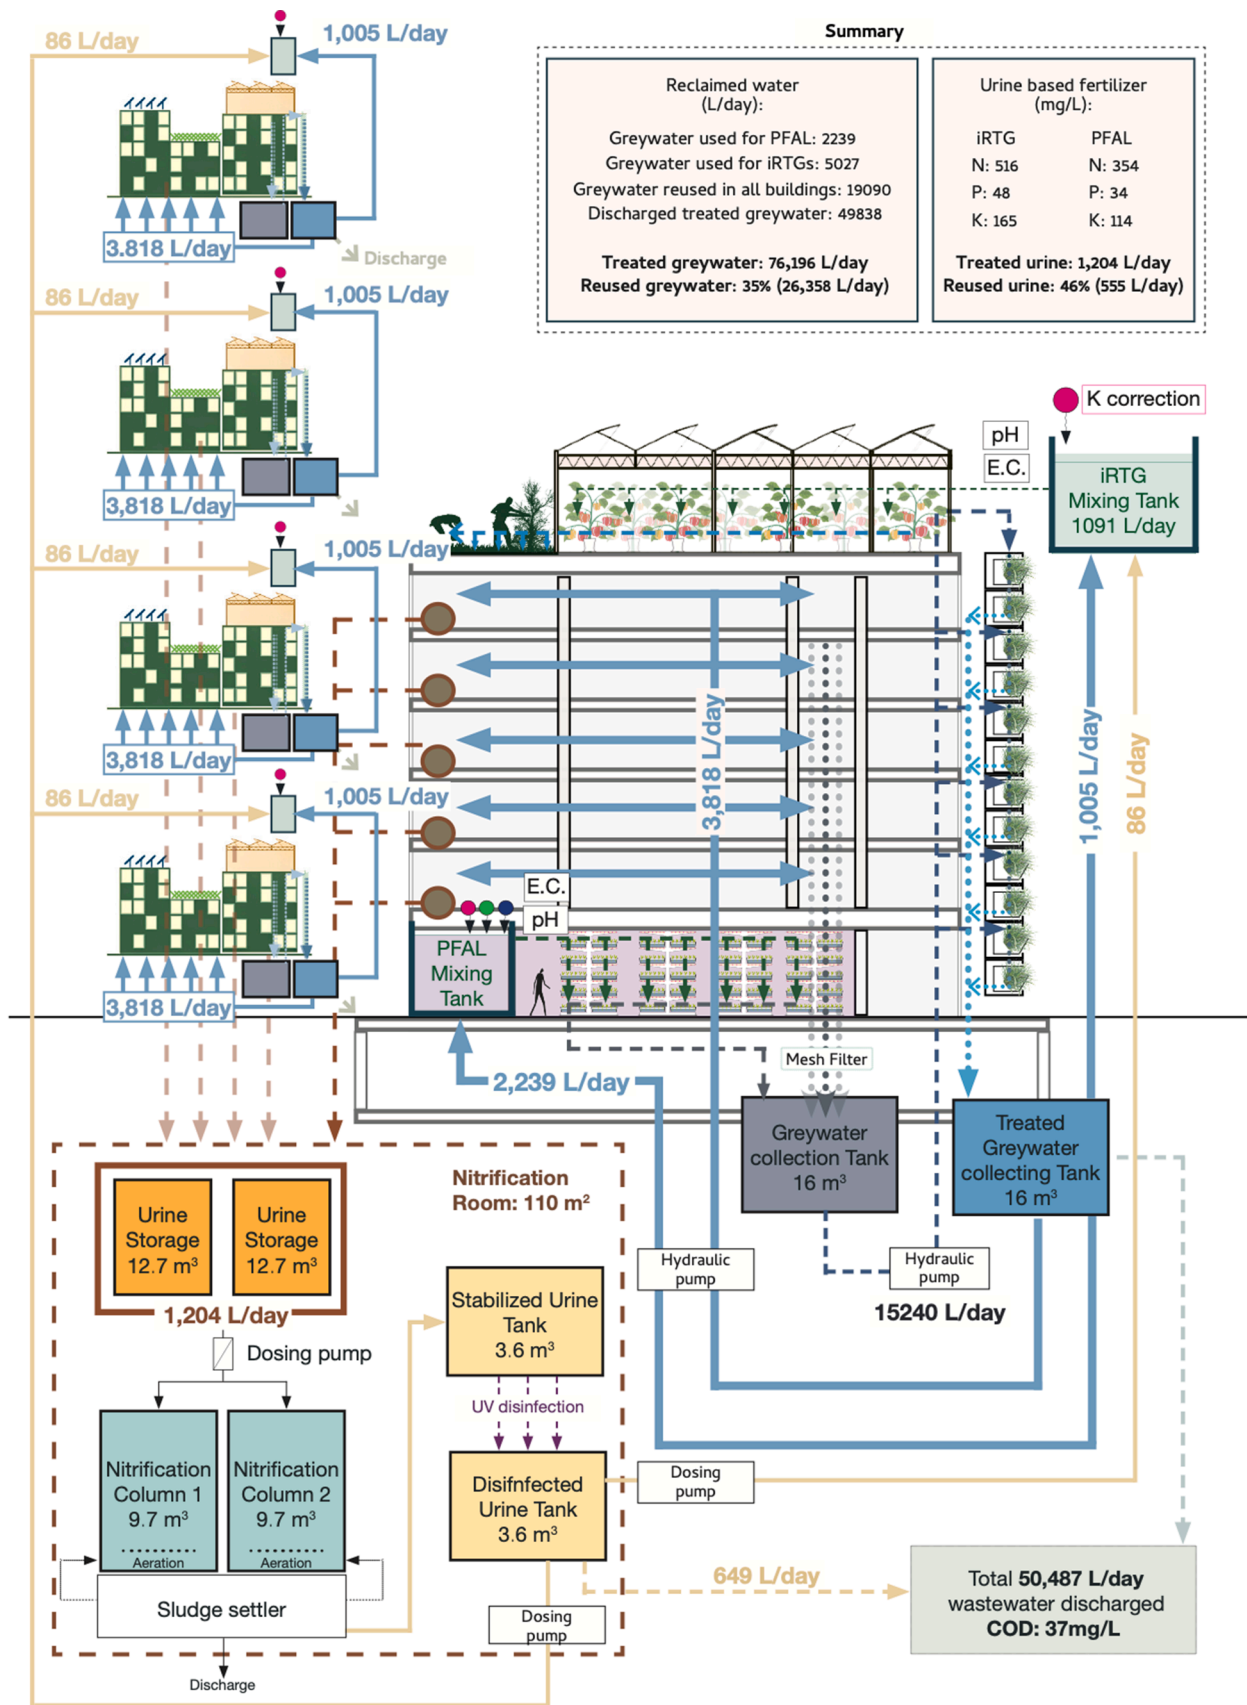 Summary
Reclaimed water
(L/day):
Greywater used for PFAL: 2239
Greywater used for iRTGs: 5027
Greywater reused in all buildings: 19090
Discharged treated greywater: 49838
Treated greywater: 76,196 L/day
Reused greywater: 35% (26,358 L/day)
Urine based fertilizer
(mg/L):
iRTG PFAL
N: 516 N: 354
P: 48 P: 34
K: 165 K: 114
Treated urine: 1,204 L/day
Reused urine: 46% (555 L/day)
86 L/day
1,005 L/day
3.818 L/day
Discharge
86 L/day
1,005 L/day
3,818 L/day
86 L/day
1,005 L/day
3,818 L/day
86 L/day
1,005 L/day
3,818 L/day
K correction
pH
E.C.
iRTG
Mixing Tank
1091 L/day
3,818 L/day
1,005 L/day
86 L/day
E.C.
pH
PFAL
Mixing
Tank
2,239 L/day
Mesh Filter
Greywater
collection Tank
16 m³
Treated
Greywater
collecting Tank
16 m³
Hydraulic
pump
Hydraulic
pump
15240 L/day
Nitrification
Room: 110 m²
Urine
Storage
12.7 m³
Urine
Storage
12.7 m³
1,204 L/day
Dosing pump
Nitrification
Column 1
9.7 m³
Aeration
Nitrification
Column 2
9.7 m³
Aeration
Sludge settler
Discharge
Stabilized Urine
Tank
3.6 m³
UV disinfection
Disifnfected
Urine Tank
3.6 m³
Dosing
pump
Dosing
pump
649 L/day
Total 50,487 L/day
wastewater discharged
COD: 37mg/L